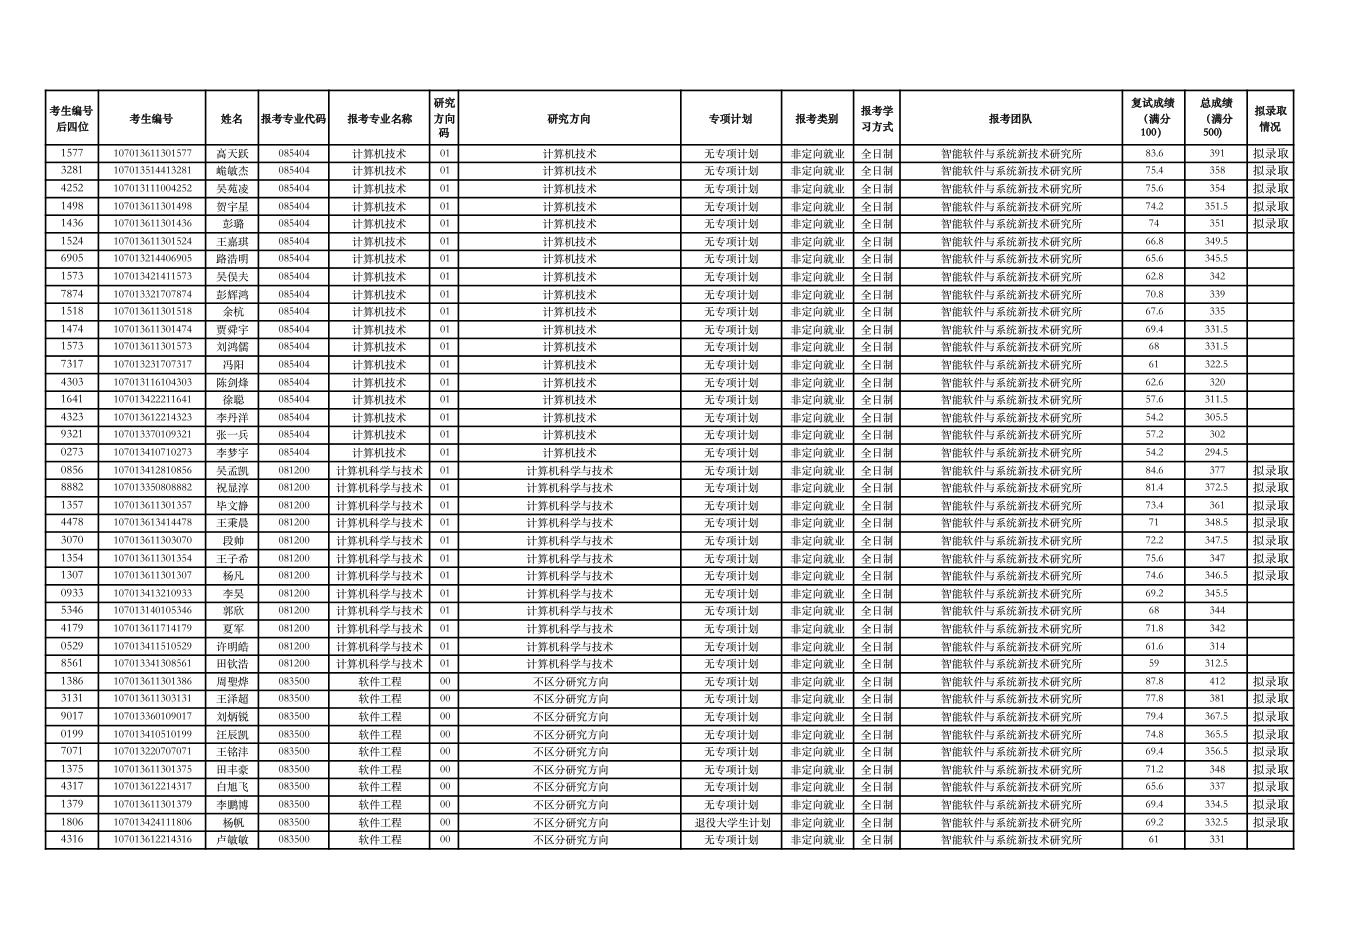 考生编号后四位 考生编号 姓名 报考专业代码 报考专业名称 研究方向码 研究方向 专项计划 报考类别 报考学习方式 报考团队 复试成绩（满分100） 总成绩（满分500） 拟录取情况
1577 107013611301577 高天跃 085404 计算机技术 01 计算机技术 无专项计划 非定向就业 全日制 智能软件与系统新技术研究所 83.6 391 拟录取
3281 107013514413281 敏杰 085404 计算机技术 01 计算机技术 无专项计划 非定向就业 全日制 智能软件与系统新技术研究所 75.4 358 拟录取
4252 107013111004252 吴苑凌 085404 计算机技术 01 计算机技术 无专项计划 非定向就业 全日制 智能软件与系统新技术研究所 75.6 354 拟录取
1498 107013611301498 贺宇星 085404 计算机技术 01 计算机技术 无专项计划 非定向就业 全日制 智能软件与系统新技术研究所 74.2 351.5 拟录取
1436 107013611301436 彭璐 085404 计算机技术 01 计算机技术 无专项计划 非定向就业 全日制 智能软件与系统新技术研究所 74 351 拟录取
1524 107013611301524 王嘉琪 085404 计算机技术 01 计算机技术 无专项计划 非定向就业 全日制 智能软件与系统新技术研究所 66.8 349.5
6905 107013214406905 路浩明 085404 计算机技术 01 计算机技术 无专项计划 非定向就业 全日制 智能软件与系统新技术研究所 65.6 345.5
1573 107013421411573 吴俣夫 085404 计算机技术 01 计算机技术 无专项计划 非定向就业 全日制 智能软件与系统新技术研究所 62.8 342
7874 107013321707874 彭辉鸿 085404 计算机技术 01 计算机技术 无专项计划 非定向就业 全日制 智能软件与系统新技术研究所 70.8 339
1518 107013611301518 余杭 085404 计算机技术 01 计算机技术 无专项计划 非定向就业 全日制 智能软件与系统新技术研究所 67.6 335
1474 107013611301474 贾舜宇 085404 计算机技术 01 计算机技术 无专项计划 非定向就业 全日制 智能软件与系统新技术研究所 69.4 331.5
1573 107013611301573 刘鸿儒 085404 计算机技术 01 计算机技术 无专项计划 非定向就业 全日制 智能软件与系统新技术研究所 68 331.5
7317 107013231707317 冯阳 085404 计算机技术 01 计算机技术 无专项计划 非定向就业 全日制 智能软件与系统新技术研究所 61 322.5
4303 107013116104303 陈剑烽 085404 计算机技术 01 计算机技术 无专项计划 非定向就业 全日制 智能软件与系统新技术研究所 62.6 320
1641 107013422211641 徐聪 085404 计算机技术 01 计算机技术 无专项计划 非定向就业 全日制 智能软件与系统新技术研究所 57.6 311.5
4323 107013612214323 李丹洋 085404 计算机技术 01 计算机技术 无专项计划 非定向就业 全日制 智能软件与系统新技术研究所 54.2 305.5
9321 107013370109321 张一兵 085404 计算机技术 01 计算机技术 无专项计划 非定向就业 全日制 智能软件与系统新技术研究所 57.2 302
0273 107013410710273 李梦宇 085404 计算机技术 01 计算机技术 无专项计划 非定向就业 全日制 智能软件与系统新技术研究所 54.2 294.5
0856 107013412810856 吴孟凯 081200 计算机科学与技术 01 计算机科学与技术 无专项计划 非定向就业 全日制 智能软件与系统新技术研究所 84.6 377 拟录取
8882 107013350808882 祝显淳 081200 计算机科学与技术 01 计算机科学与技术 无专项计划 非定向就业 全日制 智能软件与系统新技术研究所 81.4 372.5 拟录取
1357 107013611301357 毕文静 081200 计算机科学与技术 01 计算机科学与技术 无专项计划 非定向就业 全日制 智能软件与系统新技术研究所 73.4 361 拟录取
4478 107013613414478 王秉晨 081200 计算机科学与技术 01 计算机科学与技术 无专项计划 非定向就业 全日制 智能软件与系统新技术研究所 71 348.5 拟录取
3070 107013611303070 段帅 081200 计算机科学与技术 01 计算机科学与技术 无专项计划 非定向就业 全日制 智能软件与系统新技术研究所 72.2 347.5 拟录取
1354 107013611301354 王子希 081200 计算机科学与技术 01 计算机科学与技术 无专项计划 非定向就业 全日制 智能软件与系统新技术研究所 75.6 347 拟录取
1307 107013611301307 杨凡 081200 计算机科学与技术 01 计算机科学与技术 无专项计划 非定向就业 全日制 智能软件与系统新技术研究所 74.6 346.5 拟录取
0933 107013413210933 李昊 081200 计算机科学与技术 01 计算机科学与技术 无专项计划 非定向就业 全日制 智能软件与系统新技术研究所 69.2 345.5
5346 107013140105346 郭欣 081200 计算机科学与技术 01 计算机科学与技术 无专项计划 非定向就业 全日制 智能软件与系统新技术研究所 68 344
4179 107013611714179 夏军 081200 计算机科学与技术 01 计算机科学与技术 无专项计划 非定向就业 全日制 智能软件与系统新技术研究所 71.8 342
0529 107013411510529 许明皓 081200 计算机科学与技术 01 计算机科学与技术 无专项计划 非定向就业 全日制 智能软件与系统新技术研究所 61.6 314
8561 107013341308561 田钦浩 081200 计算机科学与技术 01 计算机科学与技术 无专项计划 非定向就业 全日制 智能软件与系统新技术研究所 59 312.5
1386 107013611301386 周聖烨 083500 软件工程 00 不区分研究方向 无专项计划 非定向就业 全日制 智能软件与系统新技术研究所 87.8 412 拟录取
3131 107013611303131 王泽超 083500 软件工程 00 不区分研究方向 无专项计划 非定向就业 全日制 智能软件与系统新技术研究所 77.8 381 拟录取
9017 107013360109017 刘炳锐 083500 软件工程 00 不区分研究方向 无专项计划 非定向就业 全日制 智能软件与系统新技术研究所 79.4 367.5 拟录取
0199 107013410510199 汪辰凯 083500 软件工程 00 不区分研究方向 无专项计划 非定向就业 全日制 智能软件与系统新技术研究所 74.8 365.5 拟录取
7071 107013220707071 王铭沣 083500 软件工程 00 不区分研究方向 无专项计划 非定向就业 全日制 智能软件与系统新技术研究所 69.4 356.5 拟录取
1375 107013611301375 田丰豪 083500 软件工程 00 不区分研究方向 无专项计划 非定向就业 全日制 智能软件与系统新技术研究所 71.2 348 拟录取
4317 107013612214317 白旭飞 083500 软件工程 00 不区分研究方向 无专项计划 非定向就业 全日制 智能软件与系统新技术研究所 65.6 337 拟录取
1379 107013611301379 李鹏博 083500 软件工程 00 不区分研究方向 无专项计划 非定向就业 全日制 智能软件与系统新技术研究所 69.4 334.5 拟录取
1806 107013424111806 杨帆 083500 软件工程 00 不区分研究方向 退役大学生计划 非定向就业 全日制 智能软件与系统新技术研究所 69.2 332.5 拟录取
4316 107013612214316 卢敏敏 083500 软件工程 00 不区分研究方向 无专项计划 非定向就业 全日制 智能软件与系统新技术研究所 61 331